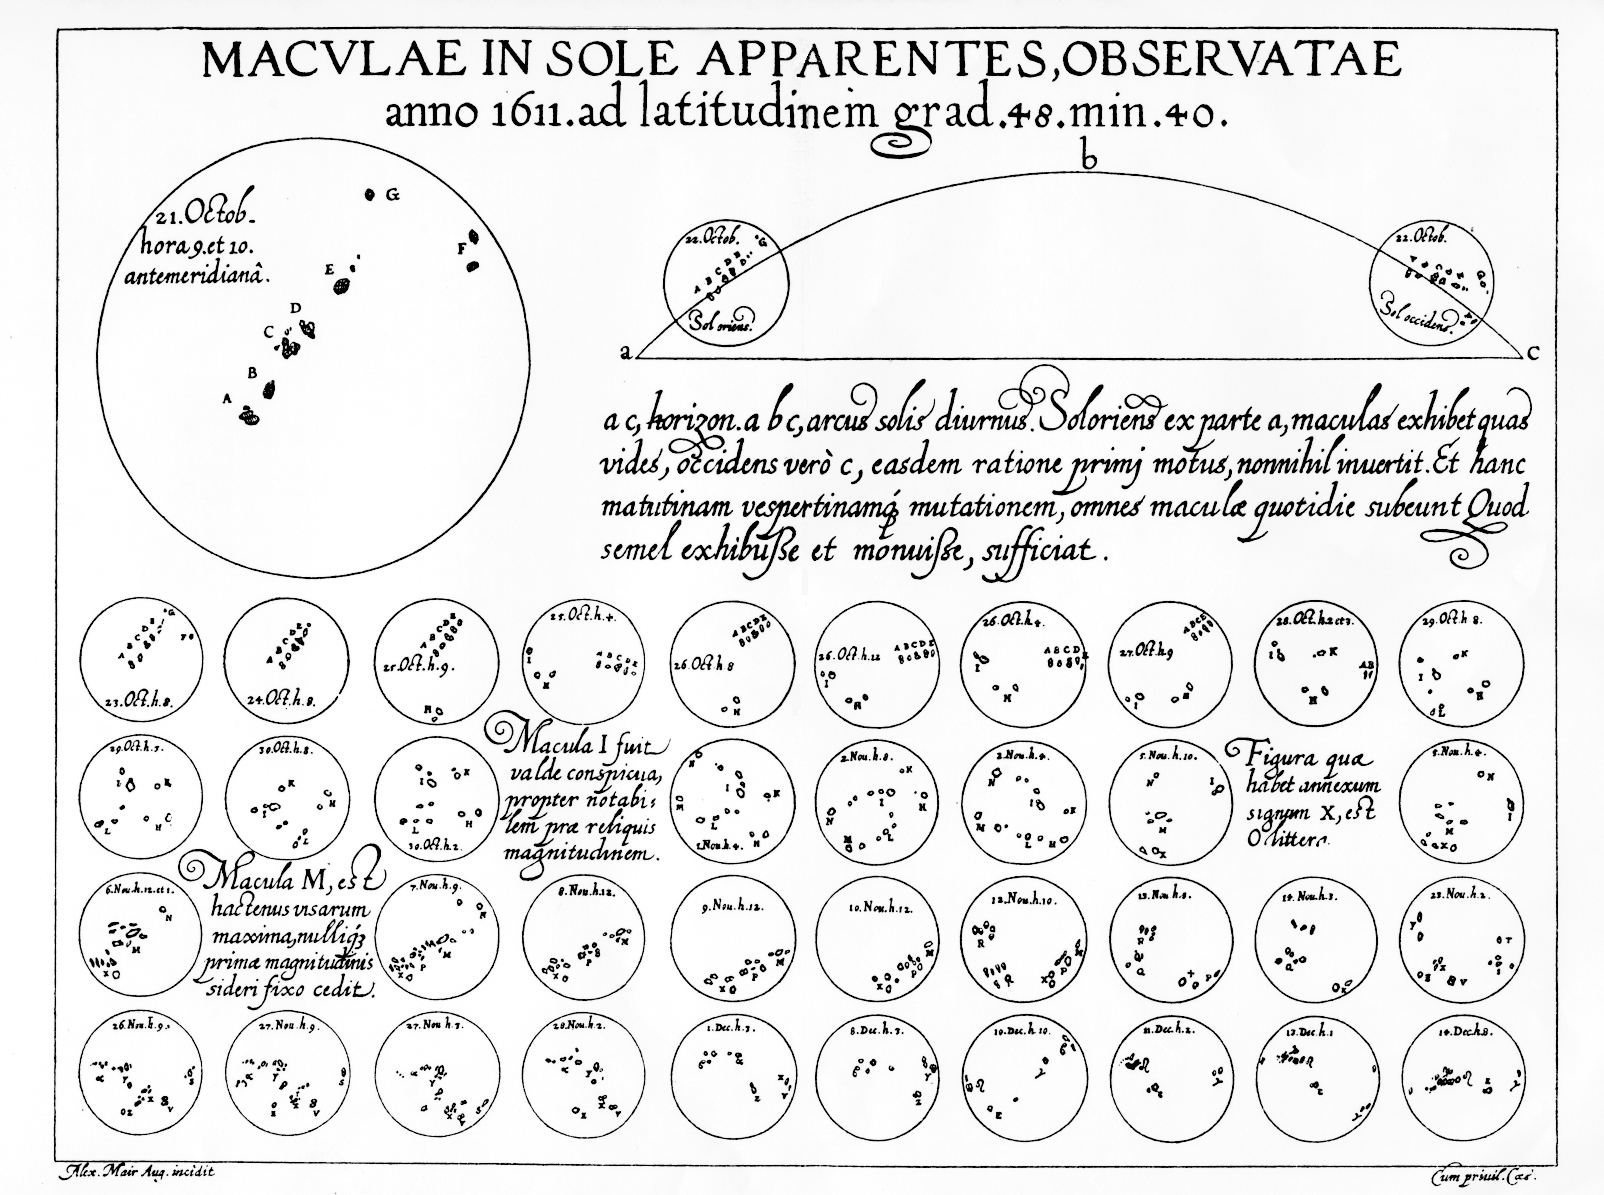 MACVLAE IN SOLE APPARENTES, OBSERVATAE
anno 1611. ad latitudinem grad. 48. min. 40.
21. Octob.
hora 9. et 10.
antemeridianâ.
G
F
E
D
C
B
A
b
22. Octob.
G
A B C D E
Sol oriens.
22. Octob.
Sol occidens.
a
c
a c, horizon. a b c, arcus solis diurnus. Sol oriens ex parte a, maculas exhibet quas
vides, occidens verò c, easdem ratione primj motus, nonnihil inuertit. Et hanc
matutinam vespertinamq́; mutationem, omnes maculæ quotidie subeunt Quod
semel exhibuiſse et monuiſse, sufficiat.
23. Oct. h. 8.
24. Oct. h. 8.
25. Oct. h. 9.
25. Oct. h. 4.
26. Oct. h 8
26. Oct. h. 12
26. Oct. h. 4.
27. Oct. h 9
28. Oct. h. 2 et 3.
29. Oct. h 8.
29. Oct. h. 3.
30. Oct. h. 8.
30. Oct. h. 2.
Macula I fuit
valde conspicua,
propter notabi:
lem præ reliquis
magnitudinem.
1. Nou. h. 4.
2. Nou. h. 8.
2. Nou. h. 4.
5. Nou. h. 10.
Figura quæ
habet annexum
signum X, est
O littera.
5. Nou. h. 4.
6. Nou. h. 12. et 1.
Macula M, est
hactenus visarum
maxima, nulliq́;
primæ magnitudinis
sideri fixo cedit.
7. Nou. h. 9.
8. Nou. h. 12.
9. Nou. h. 12.
10. Nou. h. 12.
12. Nou. h. 10.
13. Nou. h. 8.
14. Nou. h. 3.
23. Nou. h. 2.
26. Nou. h. 9.
27. Nou. h. 9.
27. Nou h 3.
28. Nou. h. 2.
1. Dec. h. 3.
8. Dec. h. 3.
10. Dec. h 10.
11. Dec. h. 2.
13. Dec. h. 1
14. Dec. h. 8.
Alex. Mair Aug. incidit
Cum priuil. Cæs.